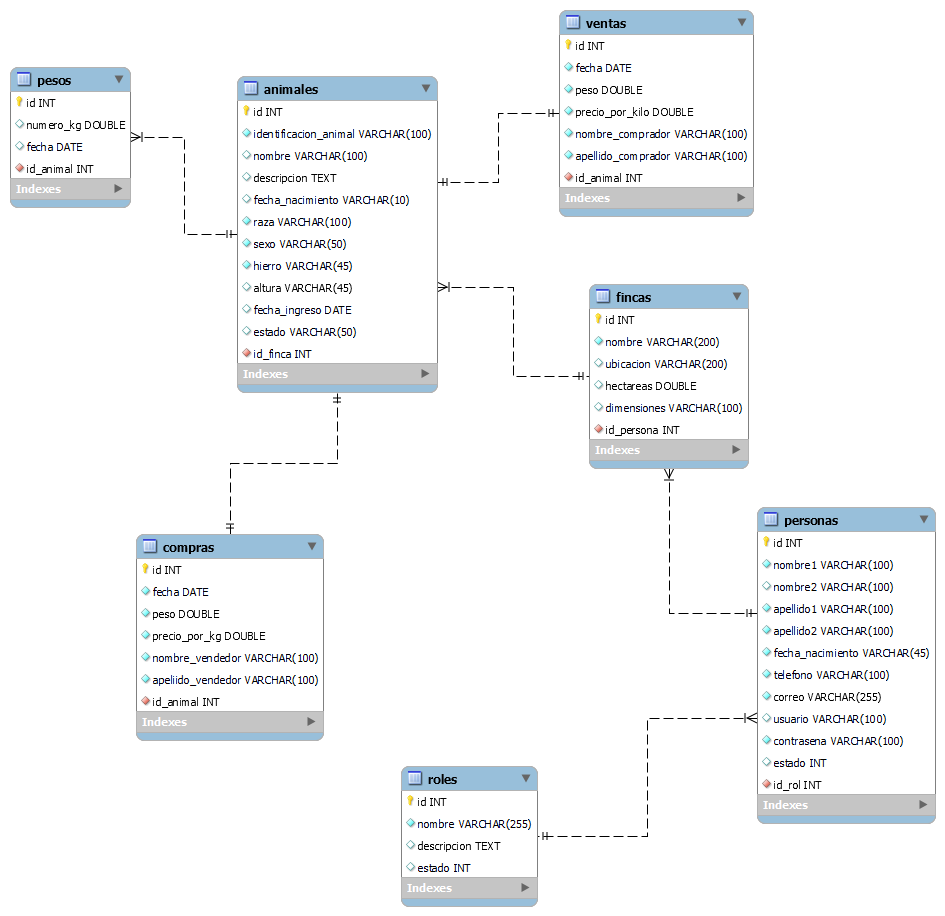 pesos
id INT
numero_kg DOUBLE
fecha DATE
id_animal INT
Indexes
animales
id INT
identificacion_animal VARCHAR(100)
nombre VARCHAR(100)
descripcion TEXT
fecha_nacimiento VARCHAR(10)
raza VARCHAR(100)
sexo VARCHAR(50)
hierro VARCHAR(45)
altura VARCHAR(45)
fecha_ingreso DATE
estado VARCHAR(50)
id_finca INT
Indexes
ventas
id INT
fecha DATE
peso DOUBLE
precio_por_kilo DOUBLE
nombre_comprador VARCHAR(100)
apellido_comprador VARCHAR(100)
id_animal INT
Indexes
fincas
id INT
nombre VARCHAR(200)
ubicacion VARCHAR(200)
hectareas DOUBLE
dimensiones VARCHAR(100)
id_persona INT
Indexes
compras
id INT
fecha DATE
peso DOUBLE
precio_por_kg DOUBLE
nombre_vendedor VARCHAR(100)
apeliido_vendedor VARCHAR(100)
id_animal INT
Indexes
personas
id INT
nombre1 VARCHAR(100)
nombre2 VARCHAR(100)
apellido1 VARCHAR(100)
apellido2 VARCHAR(100)
fecha_nacimiento VARCHAR(45)
telefono VARCHAR(100)
correo VARCHAR(255)
usuario VARCHAR(100)
contrasena VARCHAR(100)
estado INT
id_rol INT
Indexes
roles
id INT
nombre VARCHAR(255)
descripcion TEXT
estado INT
Indexes